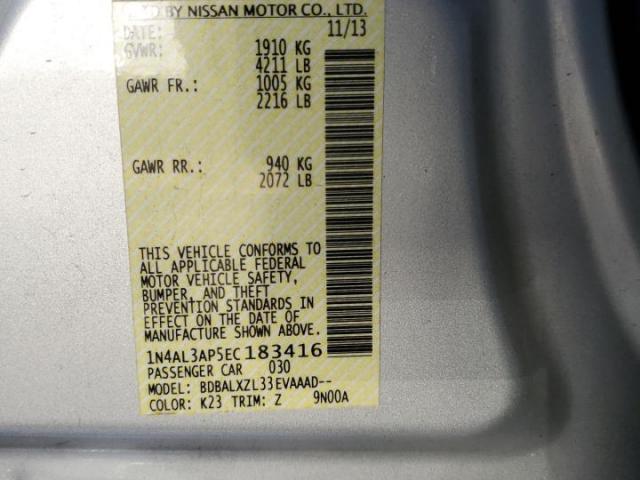 BY NISSAN MOTOR CO., LTD.
DATE: 11/13
GVWR: 1910 KG
4211 LB
GAWR FR.: 1005 KG
2216 LB
GAWR RR.: 940 KG
2072 LB
THIS VEHICLE CONFORMS TO
ALL APPLICABLE FEDERAL
MOTOR VEHICLE SAFETY,
BUMPER, AND THEFT
PREVENTION STANDARDS IN
EFFECT ON THE DATE OF
MANUFACTURE SHOWN ABOVE.
1N4AL3AP5EC183416
PASSENGER CAR 030
MODEL: BDBALXZL33EVAAAD--
COLOR: K23 TRIM: Z 9N00A